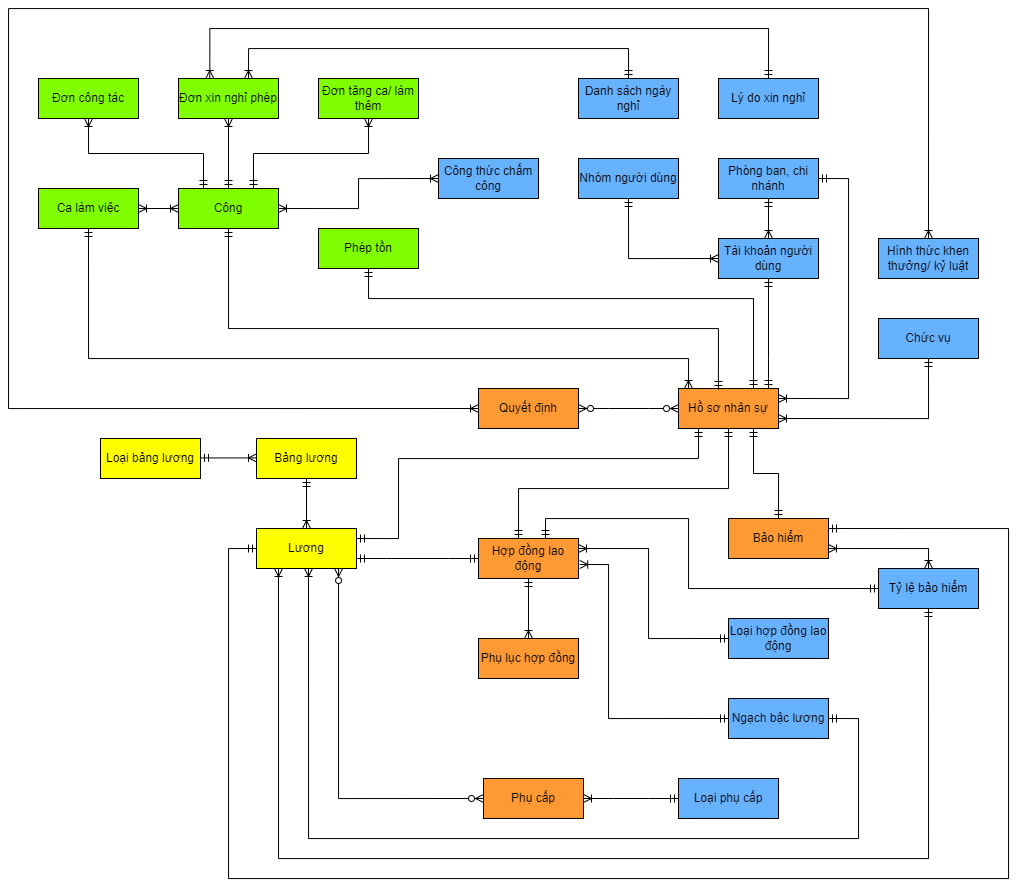 Đơn công tác
Đơn xin nghỉ phép
Đơn tăng ca/ làm
thêm
Danh sách ngày
nghỉ
Lý do xin nghỉ
Công thức chấm
công
Nhóm người dùng
Phòng ban, chi
nhánh
Ca làm việc
Công
Phép tồn
Tài khoản người
dùng
Hình thức khen
thưởng/ kỷ luật
Chức vụ
Quyết định
Hồ sơ nhân sự
Loại bảng lương
Bảng lương
Lương
Hợp đồng lao
động
Bảo hiểm
Tỷ lệ bảo hiểm
Loại hợp đồng lao
động
Phụ lục hợp đồng
Ngạch bậc lương
Phụ cấp
Loại phụ cấp